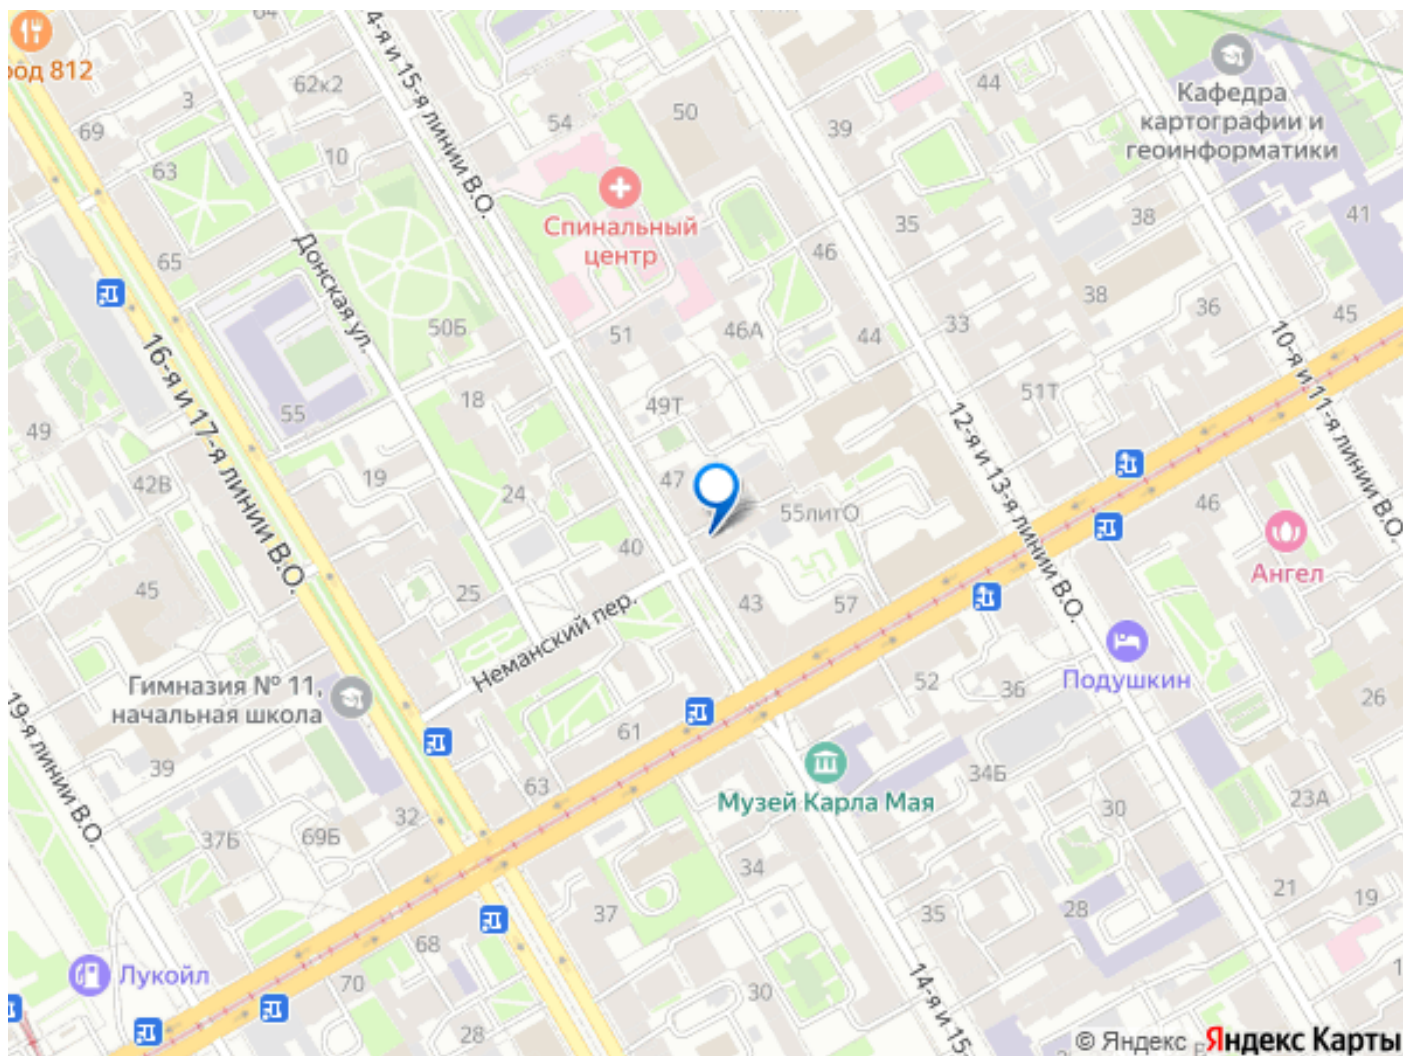 64
род 812
62к2
4-я и 15-я линии В.О.
3
69
54
50
39
44
Кафедра
картографии и
геоинформатики
10
63
Спинальный
центр
35
38
41
46
65
Донская ул.
38
36
45
50Б
51
46А
44
33
16-я и 17-я линии В.О.
10-я и 11-я линии В.О.
55
18
49Т
51Т
12-я и 13-я линии В.О.
49
42В
19
24
47
55литО
46
40
Ангел
45
25
43
57
Неманский пер.
Гимназия № 11,
начальная школа
52
36
Подушкин
26
19-я линии В.О.
61
39
63
Музей Карла Мая
34Б
30
23А
32
37Б
69Б
34
21
19
37
35
28
68
Лукойл
70
30
14-я и 15-
1
28
© Яндекс Яндекс Карты